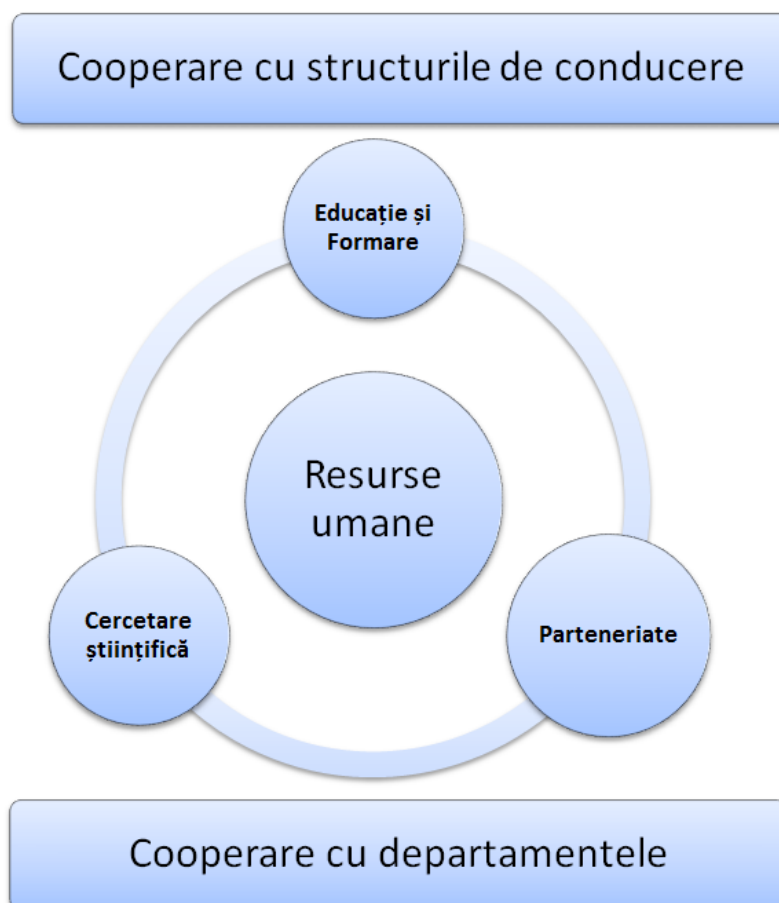 Cooperare cu structurile de conducere
Educație și
Formare
Resurse
umane
Cercetare
științifică
Parteneriate
Cooperare cu departamentele